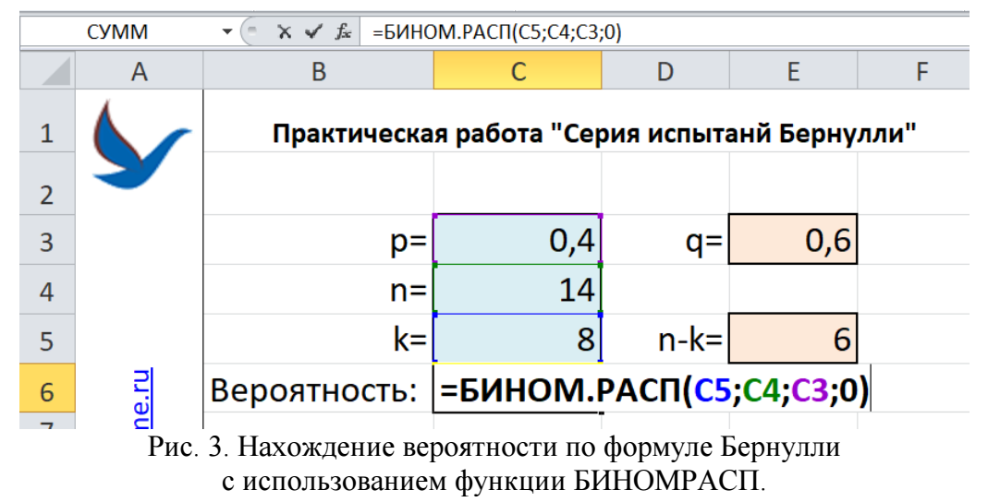 СУММ =БИНОМ.РАСП(C5;C4;C3;0)
A B C D E F
1 Практическая работа "Серия испытанй Бернулли"
2
3 p= 0,4 q= 0,6
4 n= 14
5 k= 8 n-k= 6
6 ne.ru Вероятность: =БИНОМ.РАСП(C5;C4;C3;0)
Рис. 3. Нахождение вероятности по формуле Бернулли
с использованием функции БИНОМРАСП.